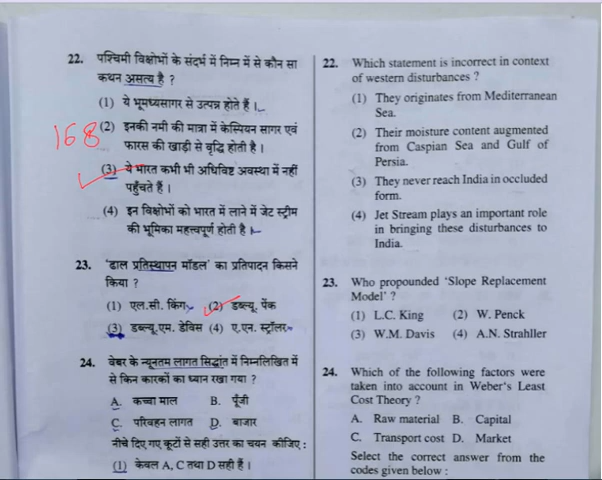 22. पश्चिमी विक्षोभों के संदर्भ में निम्न में से कौन सा
कथन असत्य है ?
(1) ये भूमध्यसागर से उत्पन्न होते हैं ।
168
(2) इनकी नमी की मात्रा में केस्पियन सागर एवं
फारस की खाड़ी से वृद्धि होती है ।
(3) ये भारत कभी भी अधिविष्ट अवस्था में नहीं
पहुँचते हैं ।
(4) इन विक्षोभों को भारत में लाने में जेट स्ट्रीम
की भूमिका महत्त्वपूर्ण होती है ।
23. 'ढाल प्रतिस्थापन मॉडल' का प्रतिपादन किसने
किया ?
(1) एल.सी. किंग (2) डब्ल्यू. पेंक
(3) डब्ल्यू.एम. डेविस (4) ए.एन. स्ट्रॉलर
24. वेबर के न्यूनतम लागत सिद्धांत में निम्नलिखित में
से किन कारकों का ध्यान रखा गया ?
A. कच्चा माल B. पूँजी
C. परिवहन लागत D. बाजार
नीचे दिए गए कूटों से सही उत्तर का चयन कीजिए :
(1) केवल A, C तथा D सही हैं ।
22. Which statement is incorrect in context
of western disturbances ?
(1) They originates from Mediterranean
Sea.
(2) Their moisture content augmented
from Caspian Sea and Gulf of
Persia.
(3) They never reach India in occluded
form.
(4) Jet Stream plays an important role
in bringing these disturbances to
India.
23. Who propounded 'Slope Replacement
Model' ?
(1) L.C. King (2) W. Penck
(3) W.M. Davis (4) A.N. Strahller
24. Which of the following factors were
taken into account in Weber's Least
Cost Theory ?
A. Raw material B. Capital
C. Transport cost D. Market
Select the correct answer from the
codes given below :